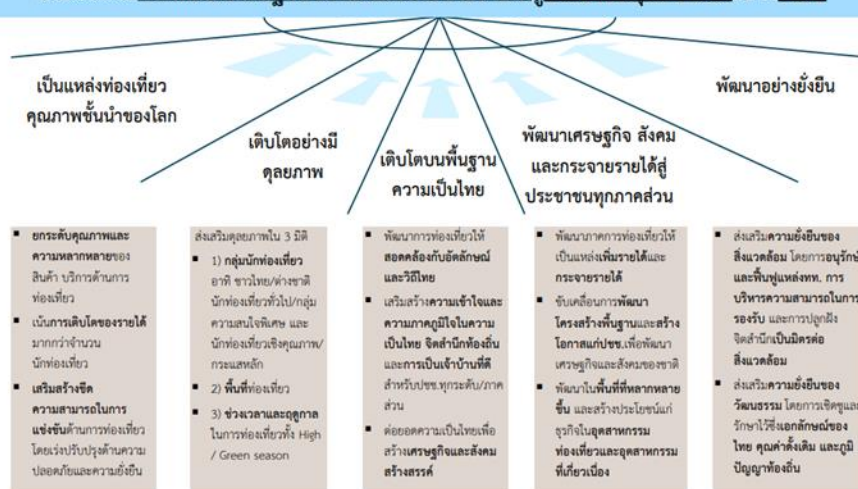 เป็นแหล่งท่องเที่ยว
คุณภาพชั้นนำของโลก
เติบโตอย่างมี
ดุลยภาพ
เติบโตบนพื้นฐาน
ความเป็นไทย
พัฒนาเศรษฐกิจ สังคม
และกระจายรายได้สู่
ประชาชนทุกภาคส่วน
พัฒนาอย่างยั่งยืน
▪ ยกระดับคุณภาพและ
ความหลากหลายของ
สินค้า บริการด้านการ
ท่องเที่ยว
▪ เน้นการเติบโตของรายได้
มากกว่าจำนวน
นักท่องเที่ยว
▪ เสริมสร้างขีด
ความสามารถในการ
แข่งขันด้านการท่องเที่ยว
โดยเร่งปรับปรุงด้านความ
ปลอดภัยและความยั่งยืน
ส่งเสริมดุลยภาพใน 3 มิติ
▪ 1) กลุ่มนักท่องเที่ยว
อาทิ ชาวไทย/ต่างชาติ
นักท่องเที่ยวทั่วไป/กลุ่ม
ความสนใจพิเศษ และ
นักท่องเที่ยวเชิงคุณภาพ/
กระแสหลัก
▪ 2) พื้นที่ท่องเที่ยว
▪ 3) ช่วงเวลาและฤดูกาล
ในการท่องเที่ยวทั้ง High
/ Green season
▪ พัฒนาการท่องเที่ยวให้
สอดคล้องกับอัตลักษณ์
และวิถีไทย
▪ เสริมสร้างความเข้าใจและ
ความภาคภูมิใจในความ
เป็นไทย จิตสำนึกท้องถิ่น
และการเป็นเจ้าบ้านที่ดี
สำหรับปชช.ทุกระดับ/ภาค
ส่วน
▪ ต่อยอดความเป็นไทยเพื่อ
สร้างเศรษฐกิจและสังคม
สร้างสรรค์
▪ พัฒนาภาคการท่องเที่ยวให้
เป็นแหล่งเพิ่มรายได้และ
กระจายรายได้
▪ ขับเคลื่อนการพัฒนา
โครงสร้างพื้นฐานและสร้าง
โอกาสแก่ปชช.เพื่อพัฒนา
เศรษฐกิจและสังคมของชาติ
▪ พัฒนาในพื้นที่ที่หลากหลาย
ขึ้น และสร้างประโยชน์แก่
ธุรกิจในอุตสาหกรรม
ท่องเที่ยวและอุตสาหกรรม
ที่เกี่ยวเนื่อง
▪ ส่งเสริมความยั่งยืนของ
สิ่งแวดล้อม โดยการอนุรักษ์
และฟื้นฟูแหล่งทท. การ
บริหารความสามารถในการ
รองรับ และการปลูกฝัง
จิตสำนึกเป็นมิตรต่อ
สิ่งแวดล้อม
▪ ส่งเสริมความยั่งยืนของ
วัฒนธรรม โดยการเชิดชูและ
รักษาไว้ซึ่งเอกลักษณ์ของ
ไทย คุณค่าดั้งเดิม และภูมิ
ปัญญาท้องถิ่น